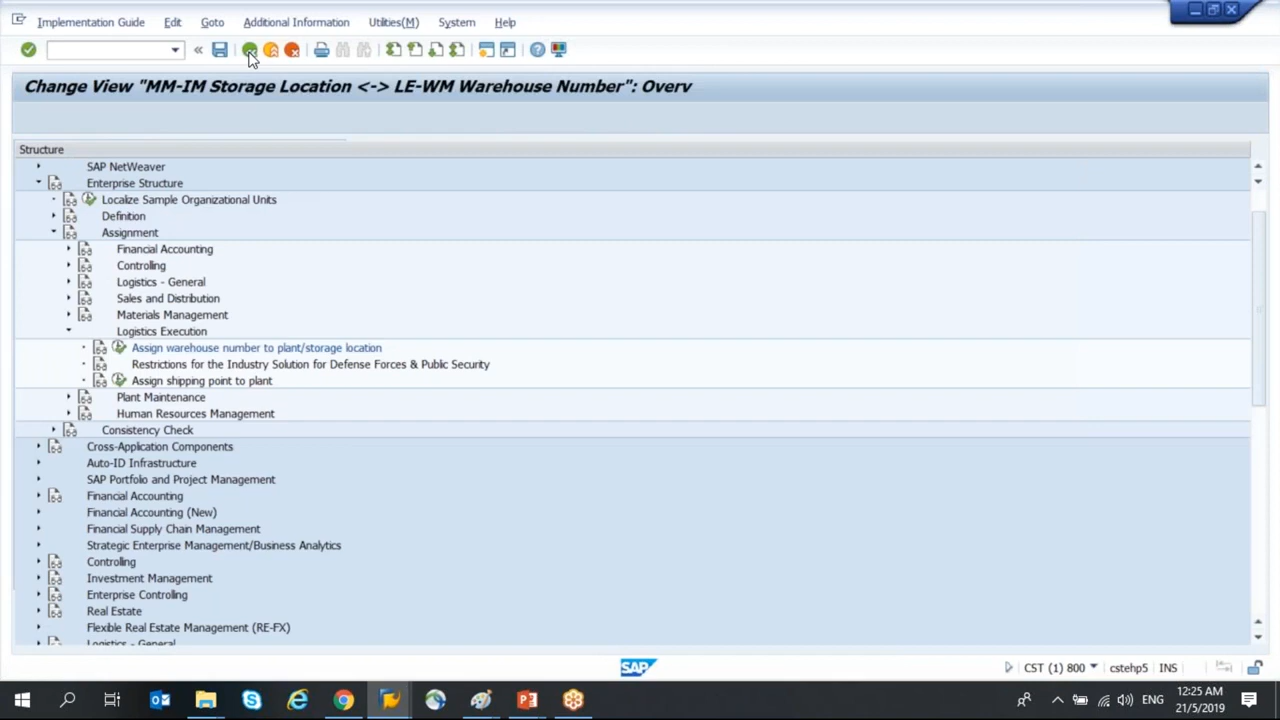 Implementation Guide Edit Goto Additional Information Utilities(M) System Help
Change View "MM-IM Storage Location <-> LE-WM Warehouse Number": Overv
Structure
SAP NetWeaver
Enterprise Structure
Localize Sample Organizational Units
Definition
Assignment
Financial Accounting
Controlling
Logistics - General
Sales and Distribution
Materials Management
Logistics Execution
Assign warehouse number to plant/storage location
Restrictions for the Industry Solution for Defense Forces & Public Security
Assign shipping point to plant
Plant Maintenance
Human Resources Management
Consistency Check
Cross-Application Components
Auto-ID Infrastructure
SAP Portfolio and Project Management
Financial Accounting
Financial Accounting (New)
Financial Supply Chain Management
Strategic Enterprise Management/Business Analytics
Controlling
Investment Management
Enterprise Controlling
Real Estate
Flexible Real Estate Management (RE-FX)
Logistics - General
SAP CST (1) 800 cstehp5 INS
ENG 12:25 AM
21/5/2019